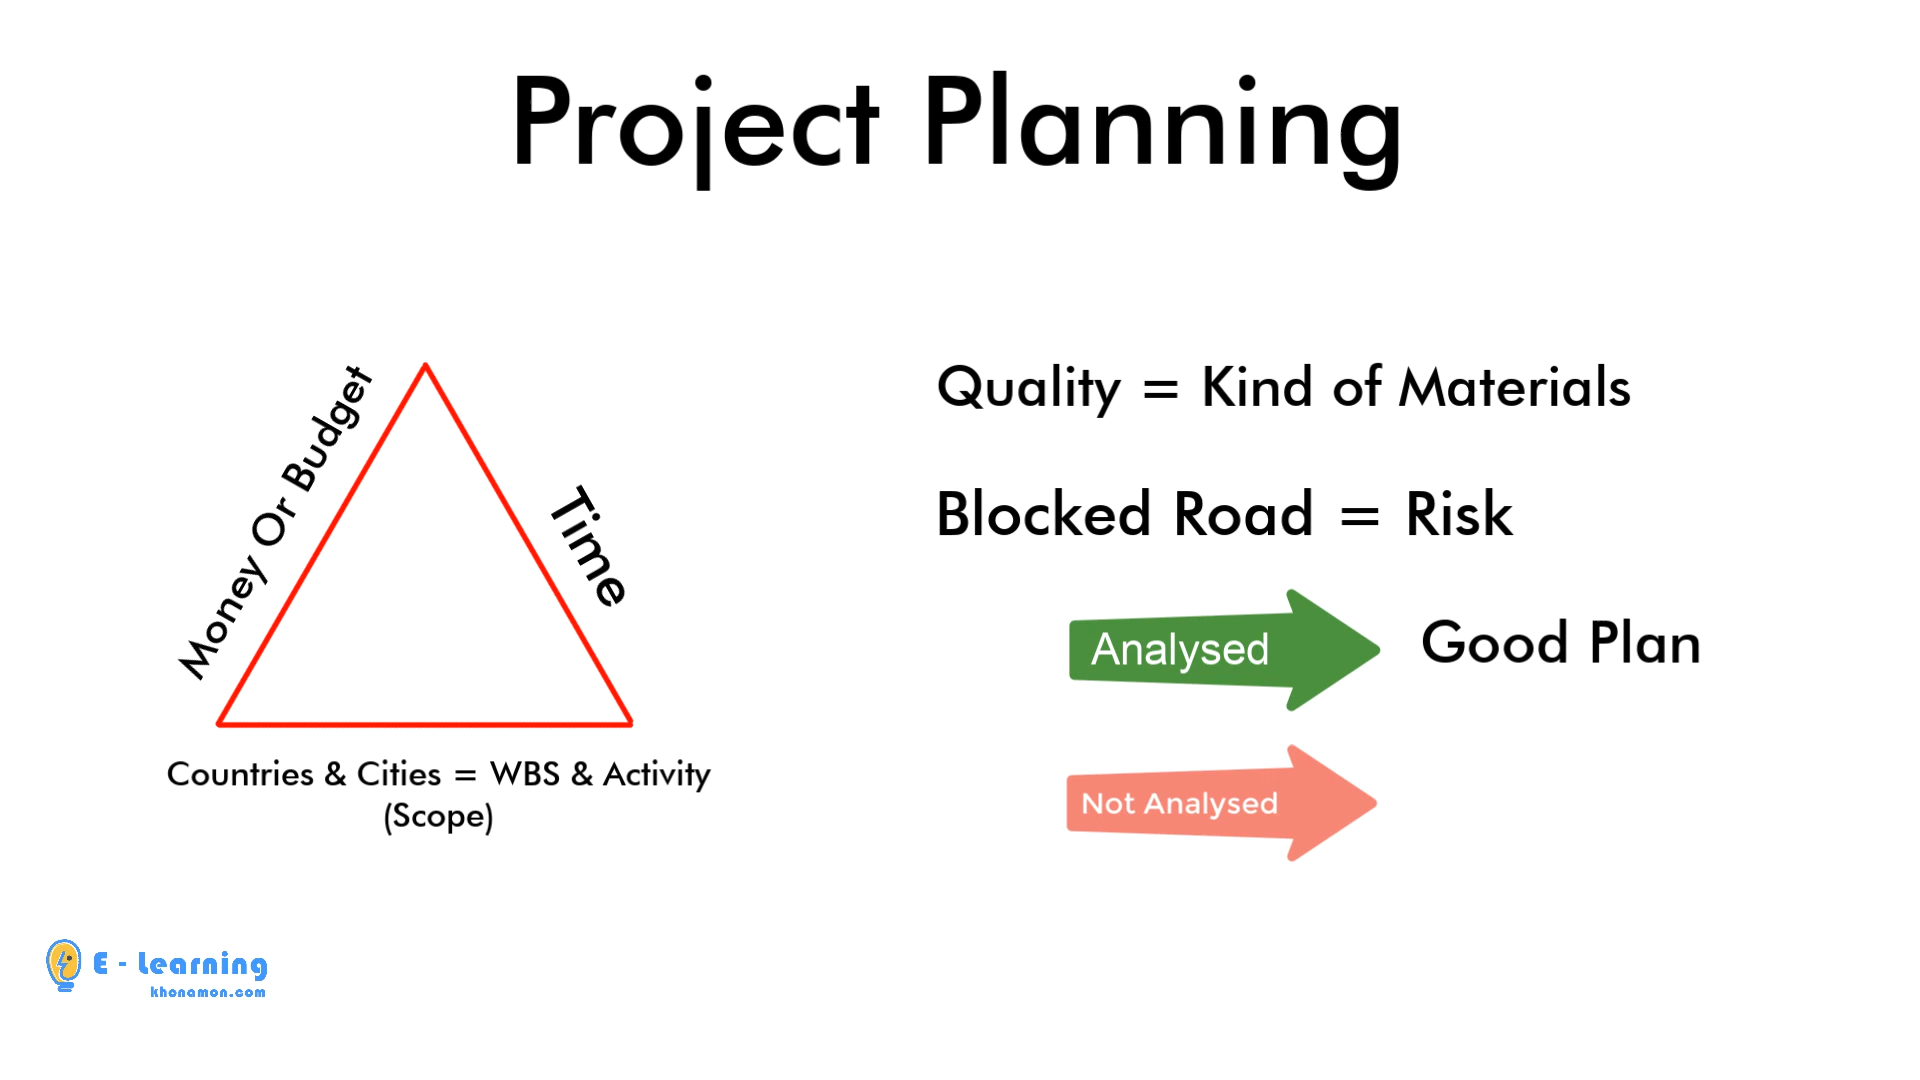 Project Planning
Money Or Budget
Time
Countries & Cities = WBS & Activity
(Scope)
Quality = Kind of Materials
Blocked Road = Risk
Analysed
Good Plan
Not Analysed
E - Learning
khonamon.com